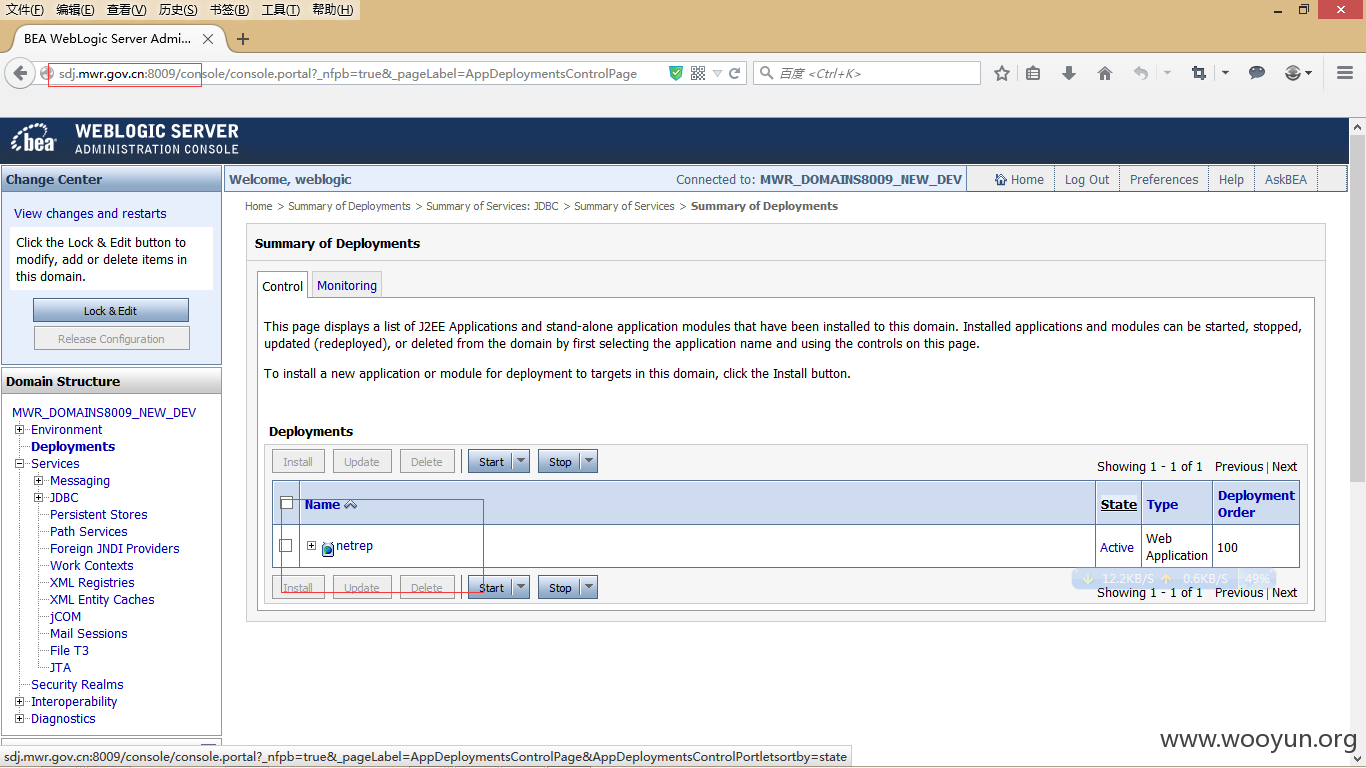 文件(F) 编辑(E) 查看(V) 历史(S) 书签(B) 工具(T) 帮助(H)
BEA WebLogic Server Admi...
sdj.mwr.gov.cn:8009/console/console.portal?_nfpb=true&_pageLabel=AppDeploymentsControlPage
百度 <Ctrl+K>
bea WEBLOGIC SERVER
ADMINISTRATION CONSOLE
Change Center
View changes and restarts
Click the Lock & Edit button to
modify, add or delete items in
this domain.
Lock & Edit
Release Configuration
Domain Structure
MWR_DOMAINS8009_NEW_DEV
Environment
Deployments
Services
Messaging
JDBC
Persistent Stores
Path Services
Foreign JNDI Providers
Work Contexts
XML Registries
XML Entity Caches
jCOM
Mail Sessions
File T3
JTA
Security Realms
Interoperability
Diagnostics
Welcome, weblogic
Connected to: MWR_DOMAINS8009_NEW_DEV
Home Log Out Preferences Help AskBEA
Home > Summary of Deployments > Summary of Services: JDBC > Summary of Services > Summary of Deployments
Summary of Deployments
Control Monitoring
This page displays a list of J2EE Applications and stand-alone application modules that have been installed to this domain. Installed applications and modules can be started, stopped,
updated (redeployed), or deleted from the domain by first selecting the application name and using the controls on this page.
To install a new application or module for deployment to targets in this domain, click the Install button.
Deployments
Install Update Delete Start Stop
Showing 1 - 1 of 1 Previous | Next
Name State Type Deployment
Order
netrep Active Web
Application 100
Install Update Delete Start Stop
12.2KB/S 0.6KB/S 49%
Showing 1 - 1 of 1 Previous | Next
www.wooyun.org
sdj.mwr.gov.cn:8009/console/console.portal?_nfpb=true&_pageLabel=AppDeploymentsControlPage&AppDeploymentsControlPortletsortby=state